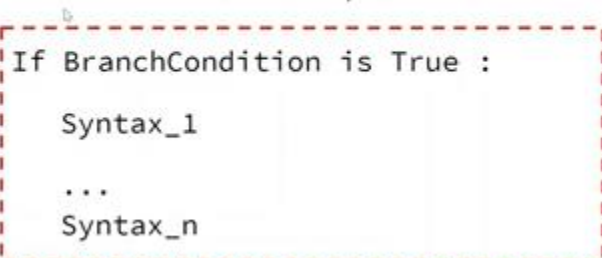 If BranchCondition is True :
Syntax_1
...
Syntax_n